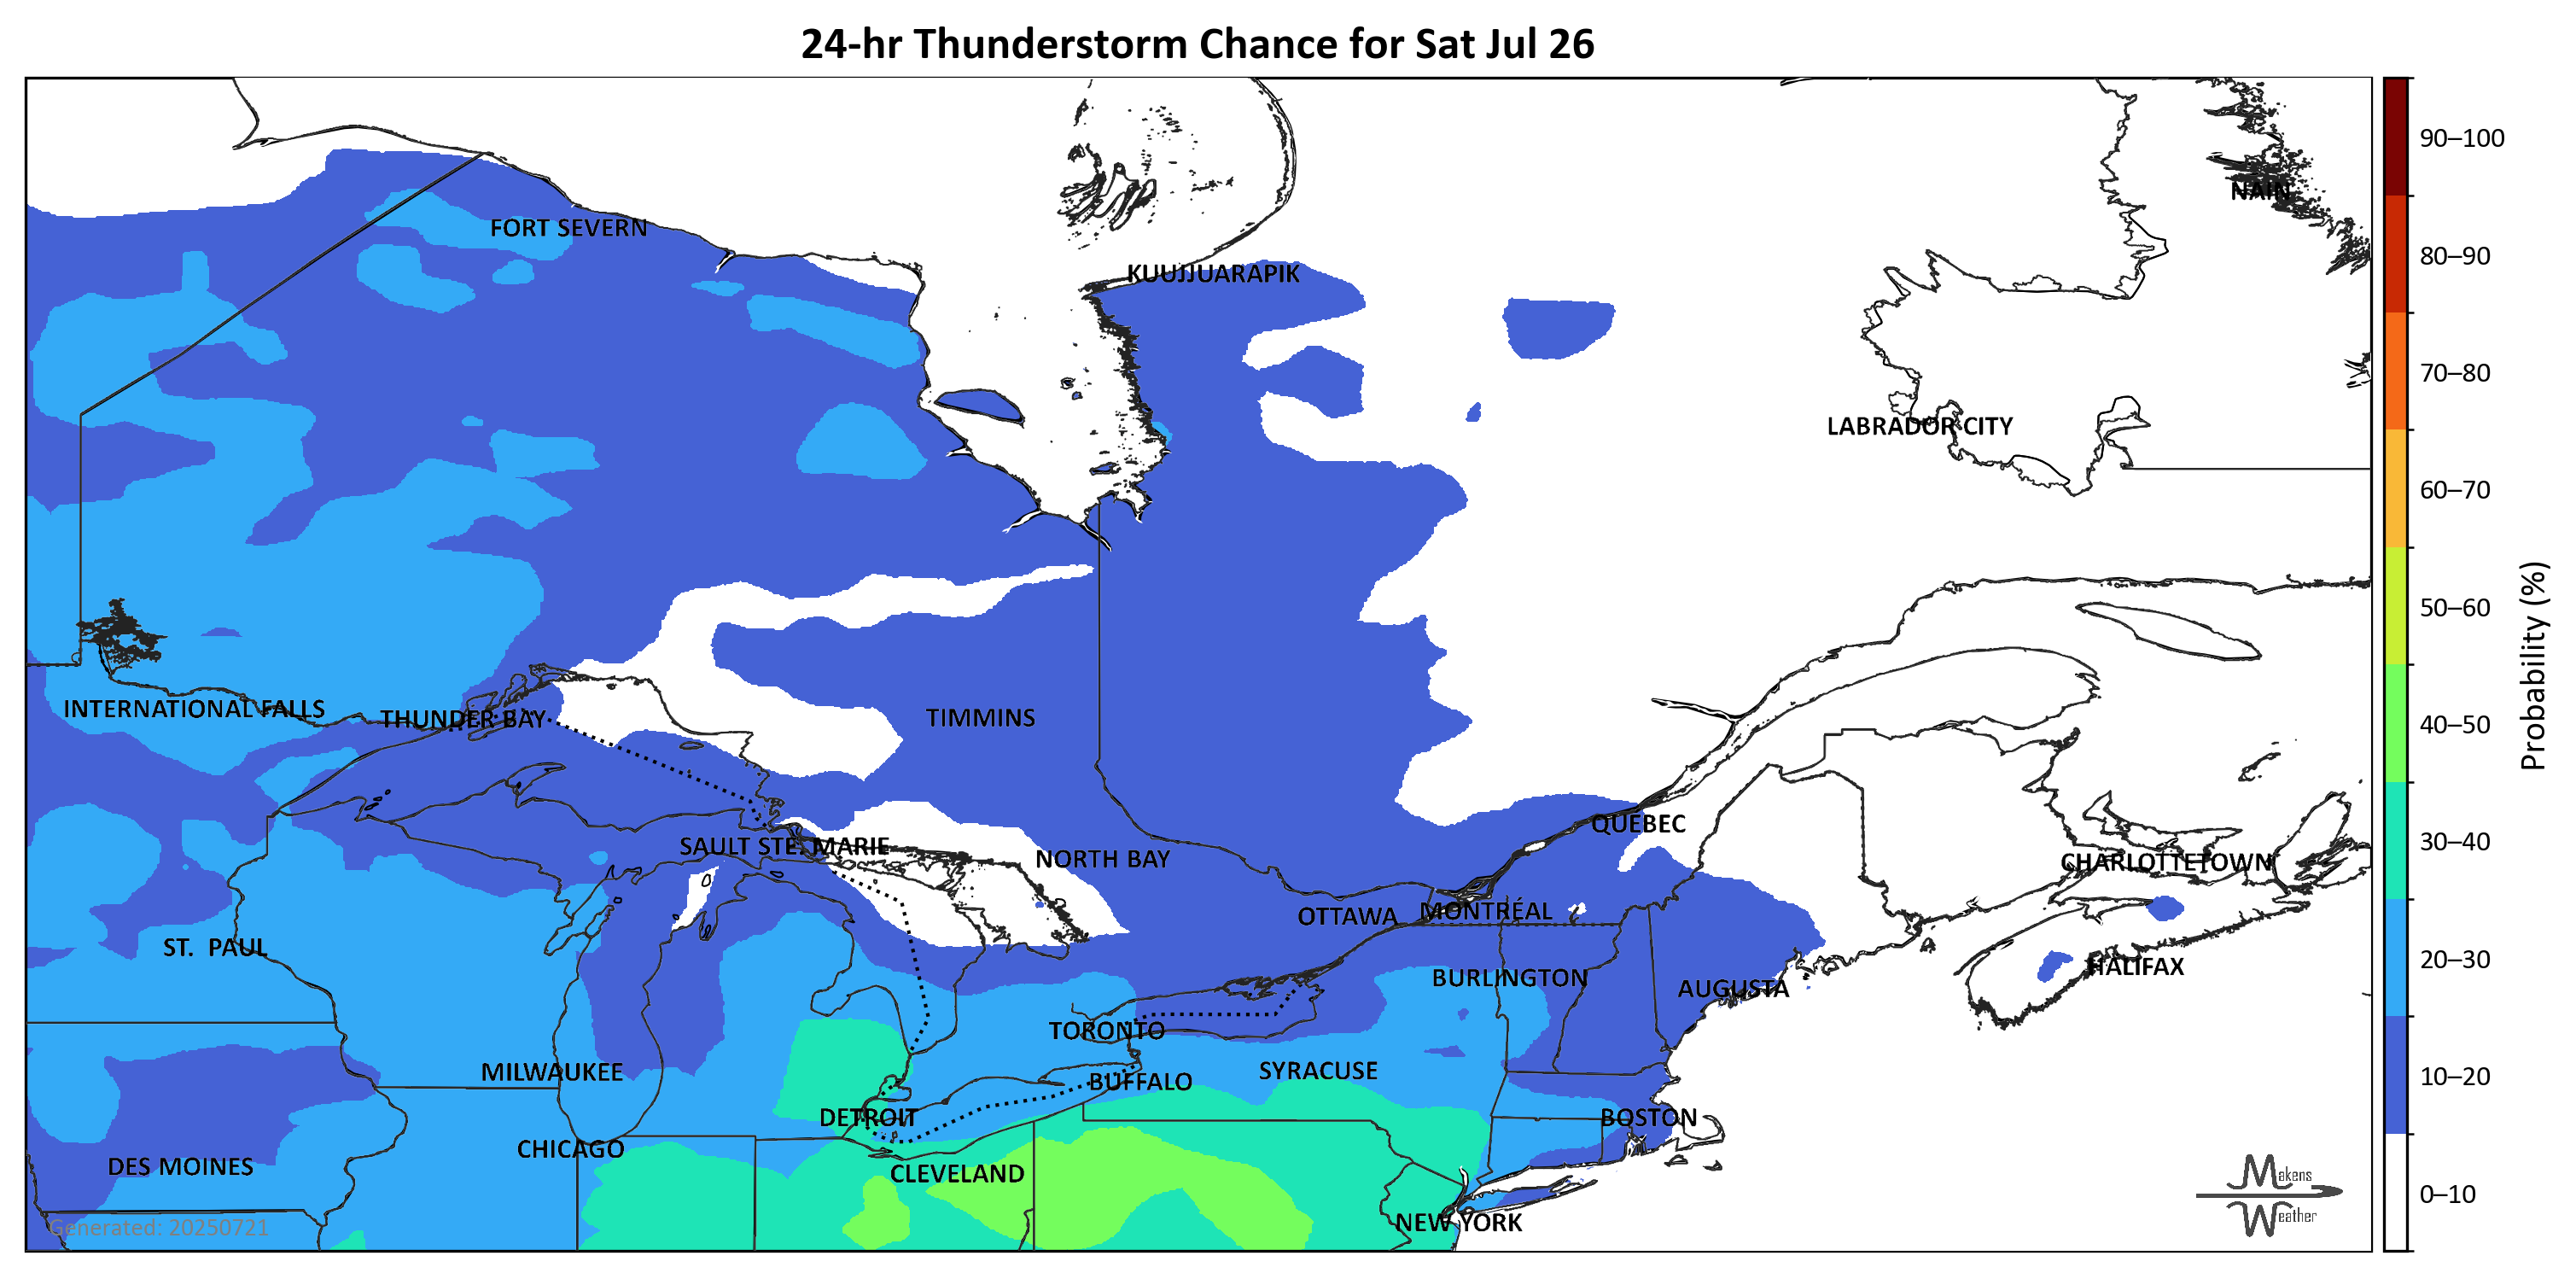 24-hr Thunderstorm Chance for Sat Jul 26
90–100
NAIN
FORT SEVERN
80–90
KUUJJUARAPIK
70–80
LABRADOR CITY
60–70
50–60
Probability (%)
INTERNATIONAL FALLS
THUNDER BAY
TIMMINS
40–50
QUEBEC
SAULT STE. MARIE
NORTH BAY
CHARLOTTETOWN
30–40
OTTAWA
MONTRÉAL
ST. PAUL
BURLINGTON
HALIFAX
20–30
AUGUSTA
TORONTO
MILWAUKEE
SYRACUSE
BUFFALO
10–20
DETROIT
BOSTON
CHICAGO
DES MOINES
CLEVELAND
Makens
Weather
0–10
NEW YORK
Generated: 20250721